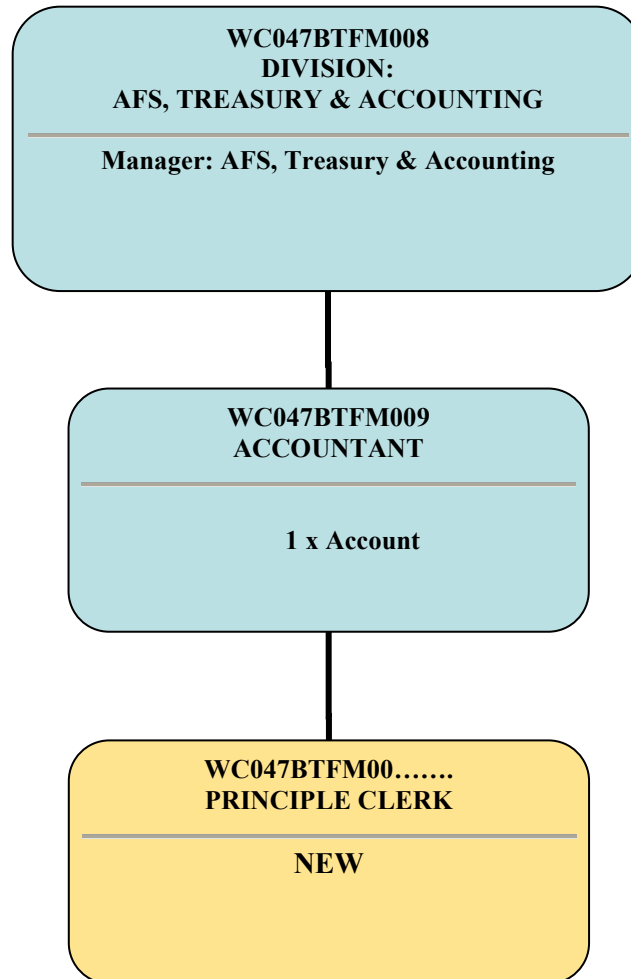 WC047BTFM008
DIVISION:
AFS, TREASURY & ACCOUNTING
Manager: AFS, Treasury & Accounting
WC047BTFM009
ACCOUNTANT
1 x Account
WC047BTFM00…….
PRINCIPLE CLERK
NEW